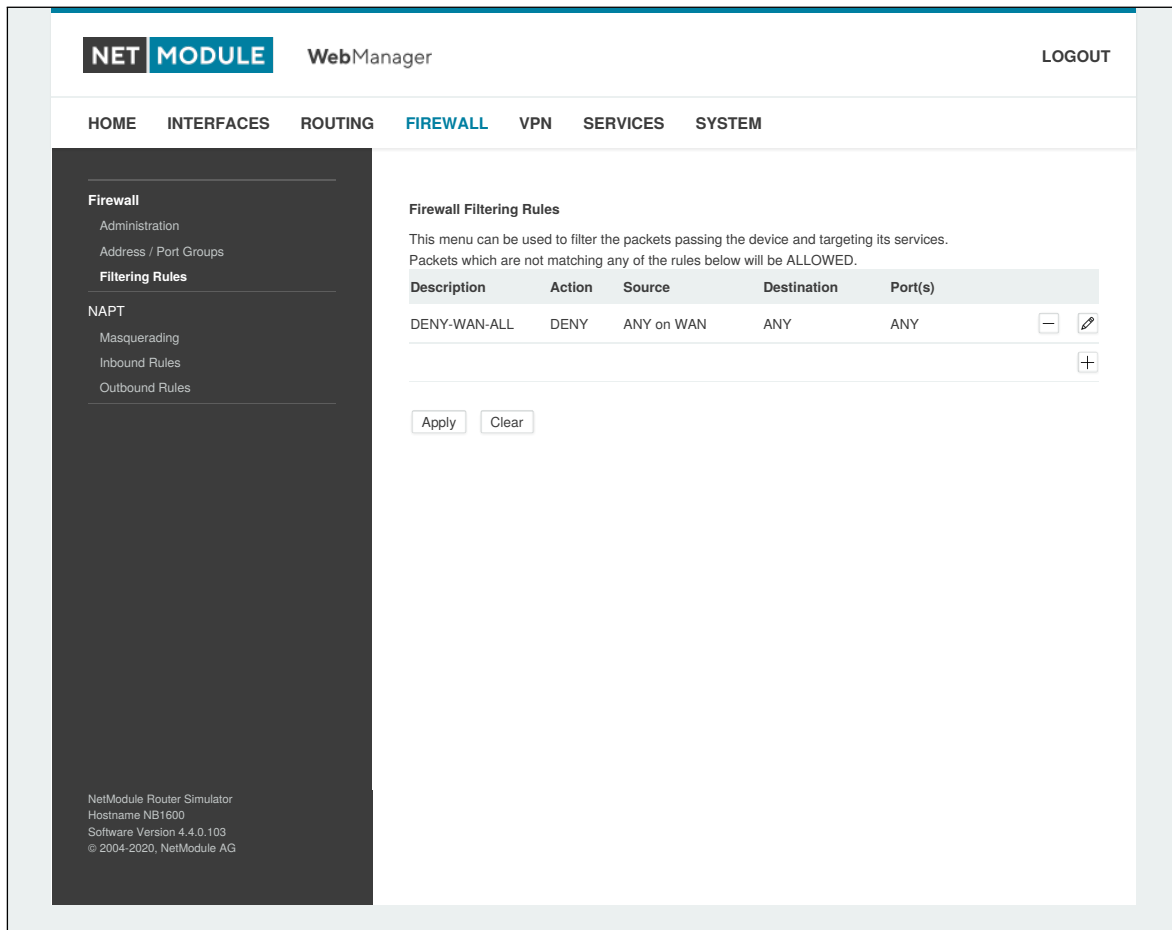 NET MODULE WebManager LOGOUT
HOME INTERFACES ROUTING FIREWALL VPN SERVICES SYSTEM
Firewall
Administration
Address / Port Groups
Filtering Rules
NAPT
Masquerading
Inbound Rules
Outbound Rules
Firewall Filtering Rules
This menu can be used to filter the packets passing the device and targeting its services.
Packets which are not matching any of the rules below will be ALLOWED.
Description Action Source Destination Port(s)
DENY-WAN-ALL DENY ANY on WAN ANY ANY
Apply Clear
NetModule Router Simulator
Hostname NB1600
Software Version 4.4.0.103
© 2004-2020, NetModule AG